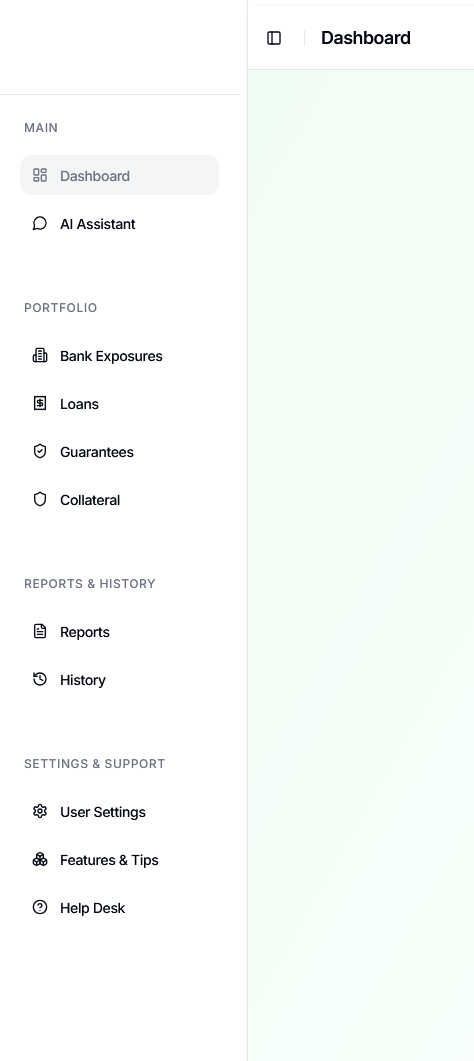 Dashboard
MAIN
Dashboard
AI Assistant
PORTFOLIO
Bank Exposures
Loans
Guarantees
Collateral
REPORTS & HISTORY
Reports
History
SETTINGS & SUPPORT
User Settings
Features & Tips
Help Desk